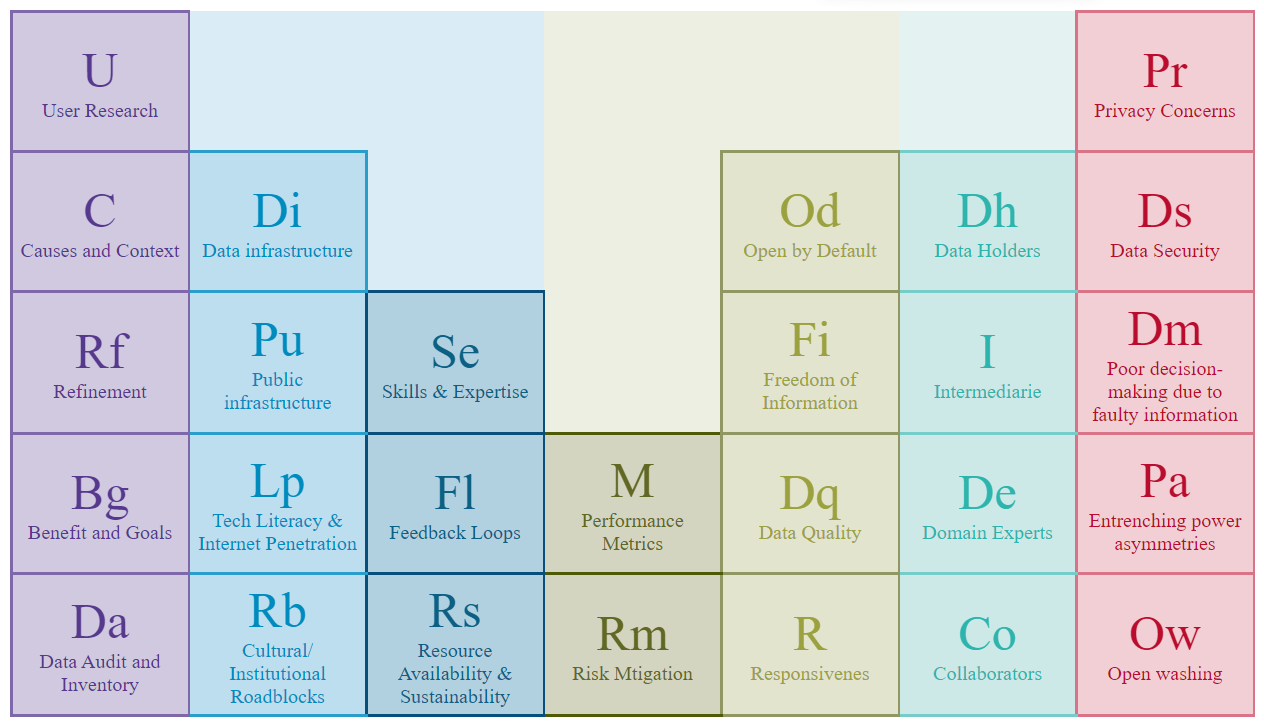 U
User Research
Pr
Privacy Concerns
C
Causes and Context
Di
Data infrastructure
Od
Open by Default
Dh
Data Holders
Ds
Data Security
Rf
Refinement
Pu
Public
infrastructure
Se
Skills & Expertise
Fi
Freedom of
Information
I
Intermediarie
Dm
Poor decision-
making due to
faulty information
Bg
Benefit and Goals
Lp
Tech Literacy &
Internet Penetration
Fl
Feedback Loops
M
Performance
Metrics
Dq
Data Quality
De
Domain Experts
Pa
Entrenching power
asymmetries
Da
Data Audit and
Inventory
Rb
Cultural/
Institutional
Roadblocks
Rs
Resource
Availability &
Sustainability
Rm
Risk Mtigation
R
Responsivenes
Co
Collaborators
Ow
Open washing